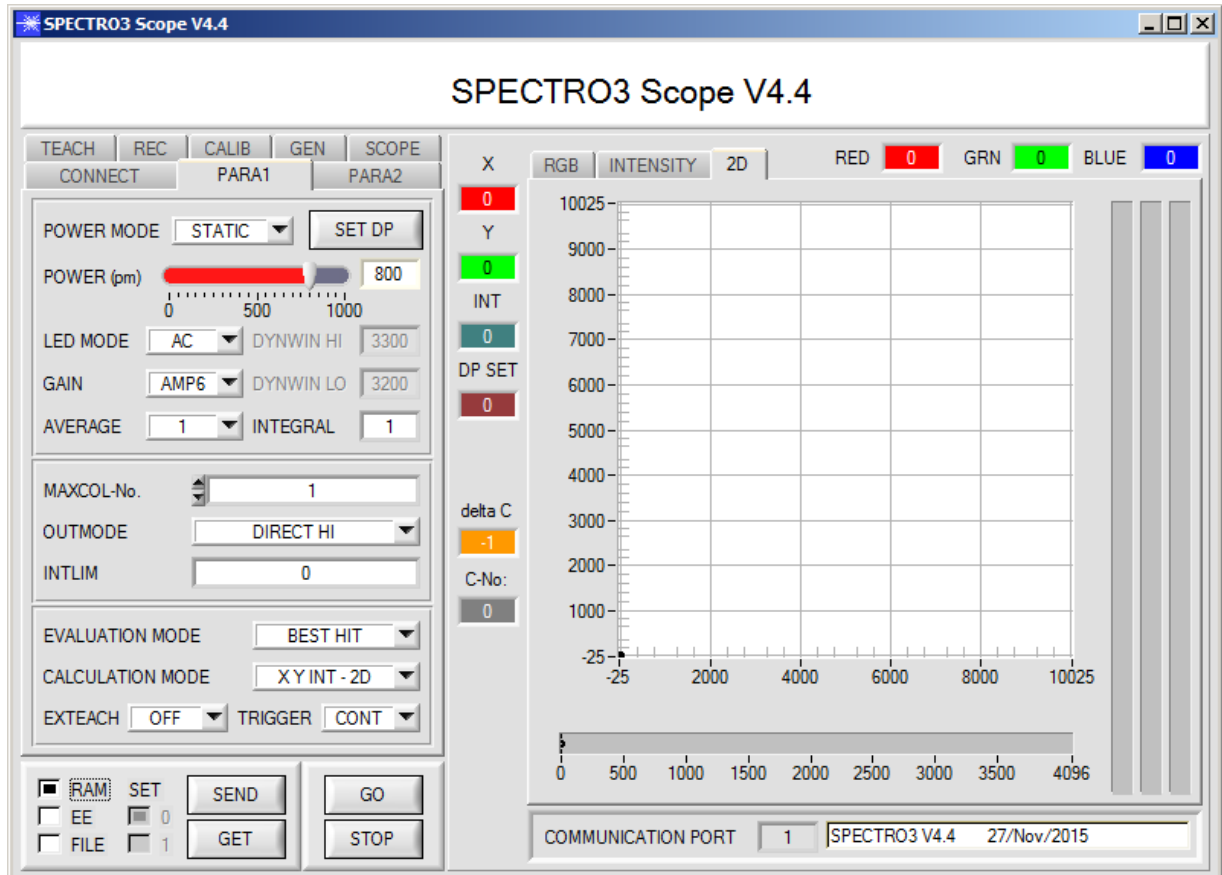 SPECTRO3 Scope V4.4
SPECTRO3 Scope V4.4
TEACH REC CALIB GEN SCOPE
CONNECT PARA1 PARA2
POWER MODE STATIC SET DP
POWER (pm) 800
0 500 1000
LED MODE AC DYNWIN HI 3300
GAIN AMP6 DYNWIN LO 3200
AVERAGE 1 INTEGRAL 1
MAXCOL-No. 1
OUTMODE DIRECT HI
INTLIM 0
EVALUATION MODE BEST HIT
CALCULATION MODE X Y INT - 2D
EXTEACH OFF TRIGGER CONT
RAM SET SEND GO
EE 0
FILE 1 GET STOP
X
0
Y
0
INT
0
DP SET
0
delta C
-1
C-No:
0
RGB INTENSITY 2D RED 0 GRN 0 BLUE 0
10025
9000
8000
7000
6000
5000
4000
3000
2000
1000
-25
-25 2000 4000 6000 8000 10025
0 500 1000 1500 2000 2500 3000 3500 4096
COMMUNICATION PORT 1 SPECTRO3 V4.4 27/Nov/2015